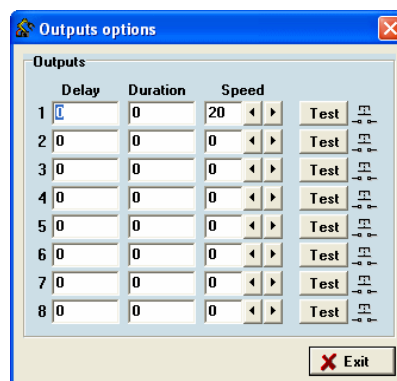 Outputs options
Outputs
Delay Duration Speed
1 0 0 20 Test
2 0 0 0 Test
3 0 0 0 Test
4 0 0 0 Test
5 0 0 0 Test
6 0 0 0 Test
7 0 0 0 Test
8 0 0 0 Test
Exit